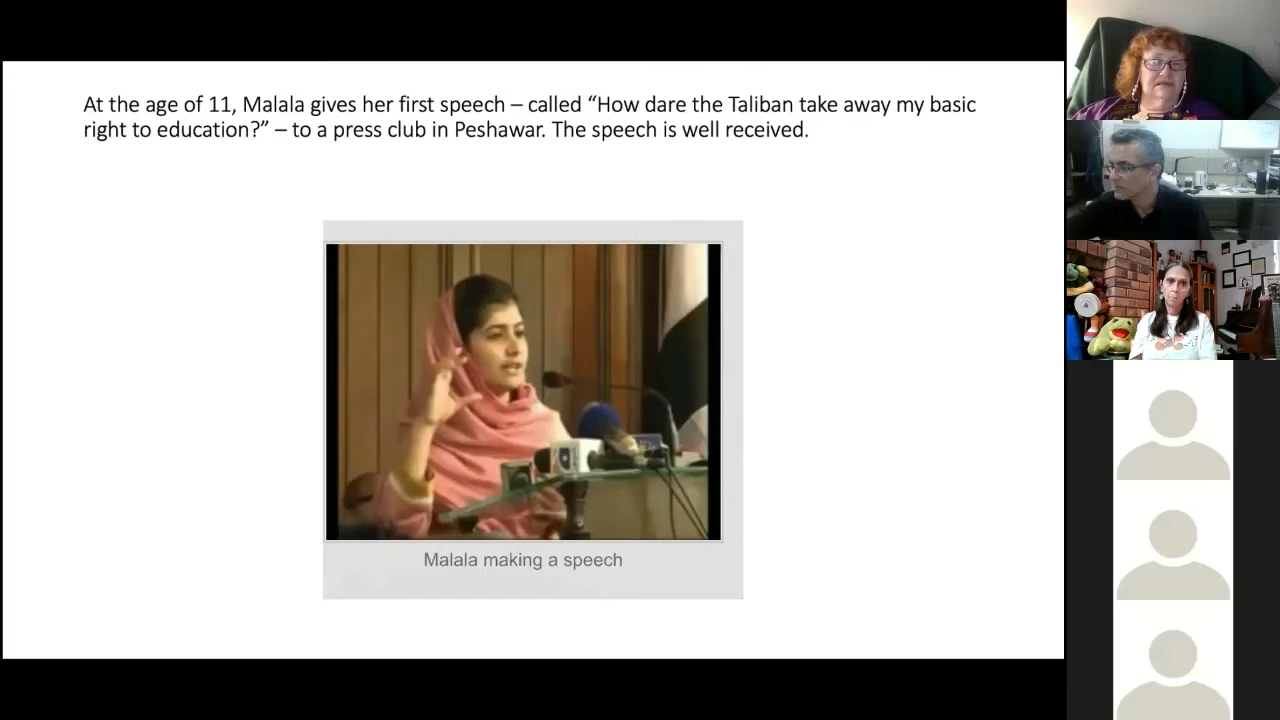 At the age of 11, Malala gives her first speech – called “How dare the Taliban take away my basic
right to education?” – to a press club in Peshawar. The speech is well received.
Malala making a speech